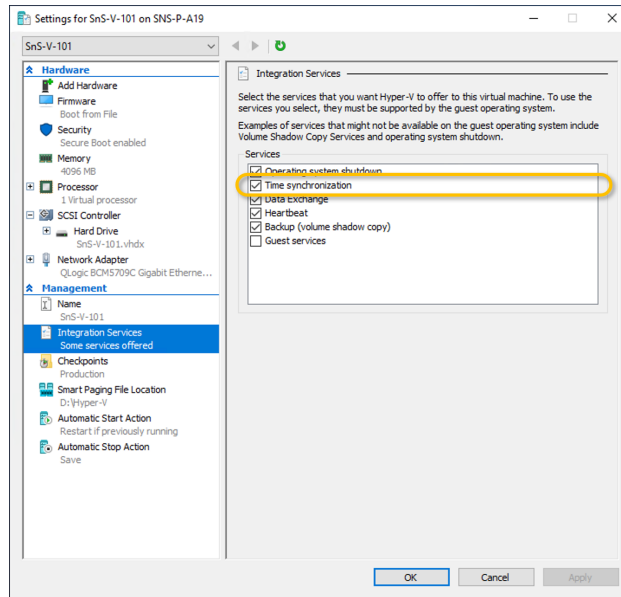 Settings for SnS-V-101 on SNS-P-A19
SnS-V-101
Hardware
Add Hardware
Firmware
Boot from File
Security
Secure Boot enabled
Memory
4096 MB
Processor
1 Virtual processor
SCSI Controller
Hard Drive
SnS-V-101.vhdx
Network Adapter
QLogic BCM5709C Gigabit Etherne...
Management
Name
SnS-V-101
Integration Services
Some services offered
Checkpoints
Production
Smart Paging File Location
D:\Hyper-V
Automatic Start Action
Restart if previously running
Automatic Stop Action
Save
Integration Services
Select the services that you want Hyper-V to offer to this virtual machine. To use the
services you select, they must be supported by the guest operating system.
Examples of services that might not be available on the guest operating system include
Volume Shadow Copy Services and operating system shutdown.
Services
Operating system shutdown
Time synchronization
Data Exchange
Heartbeat
Backup (volume shadow copy)
Guest services
OK
Cancel
Apply